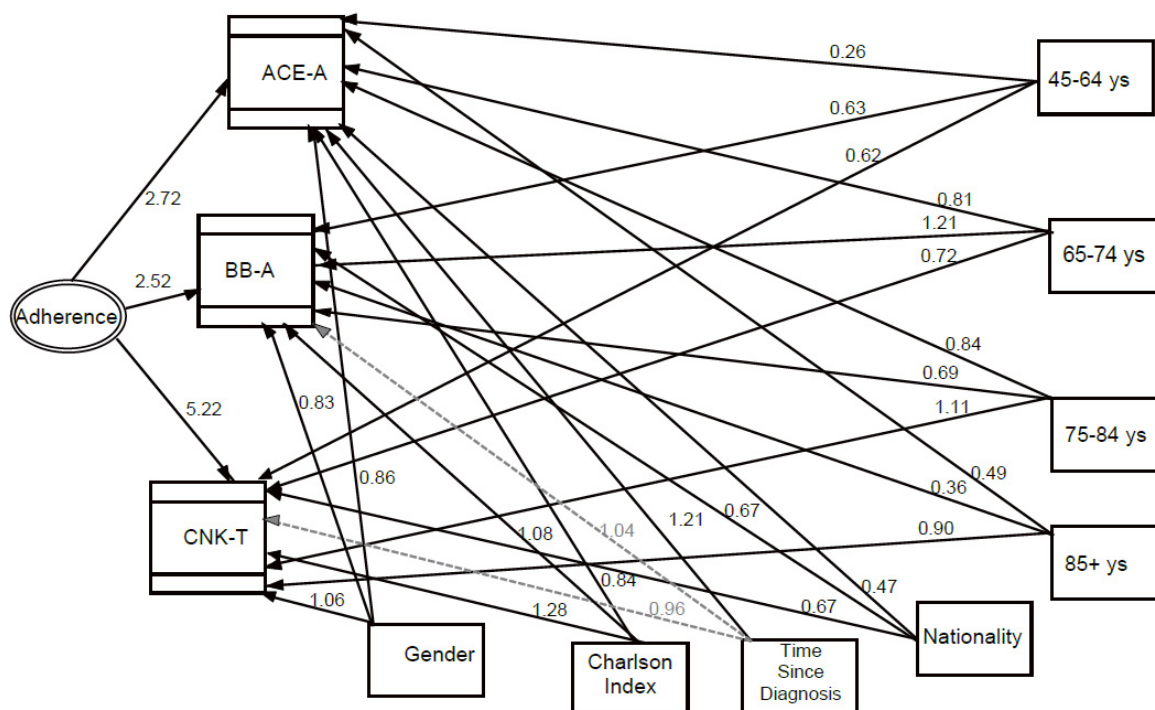 ACE-A
0.26
45-64 ys
0.63
0.62
2.72
0.81
1.21
BB-A
0.72
65-74 ys
2.52
Adherence
0.84
0.69
0.83
1.11
5.22
75-84 ys
0.86
0.49
0.36
CNK-T
1.08
1.04
1.21
0.67
0.90
85+ ys
0.84
0.47
1.06
1.28
0.96
0.67
Gender
Charlson
Index
Time
Since
Diagnosis
Nationality